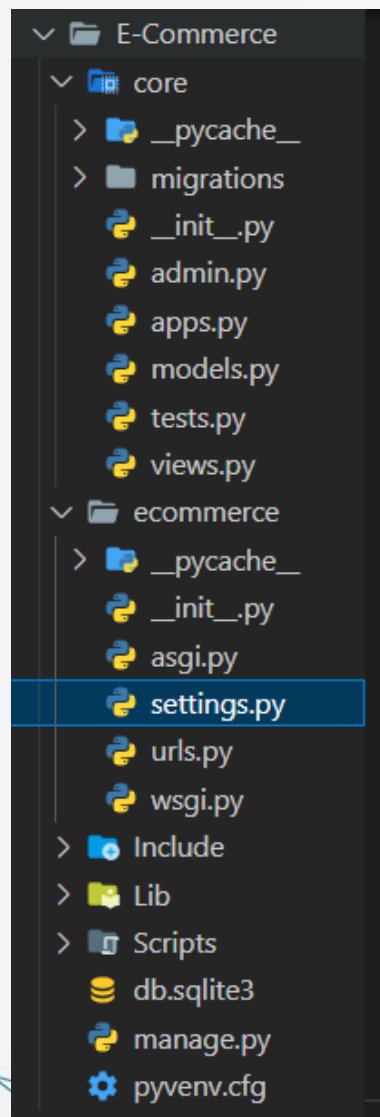 E-Commerce
core
__pycache__
migrations
__init__.py
admin.py
apps.py
models.py
tests.py
views.py
ecommerce
__pycache__
__init__.py
asgi.py
settings.py
urls.py
wsgi.py
Include
Lib
Scripts
db.sqlite3
manage.py
pyvenv.cfg